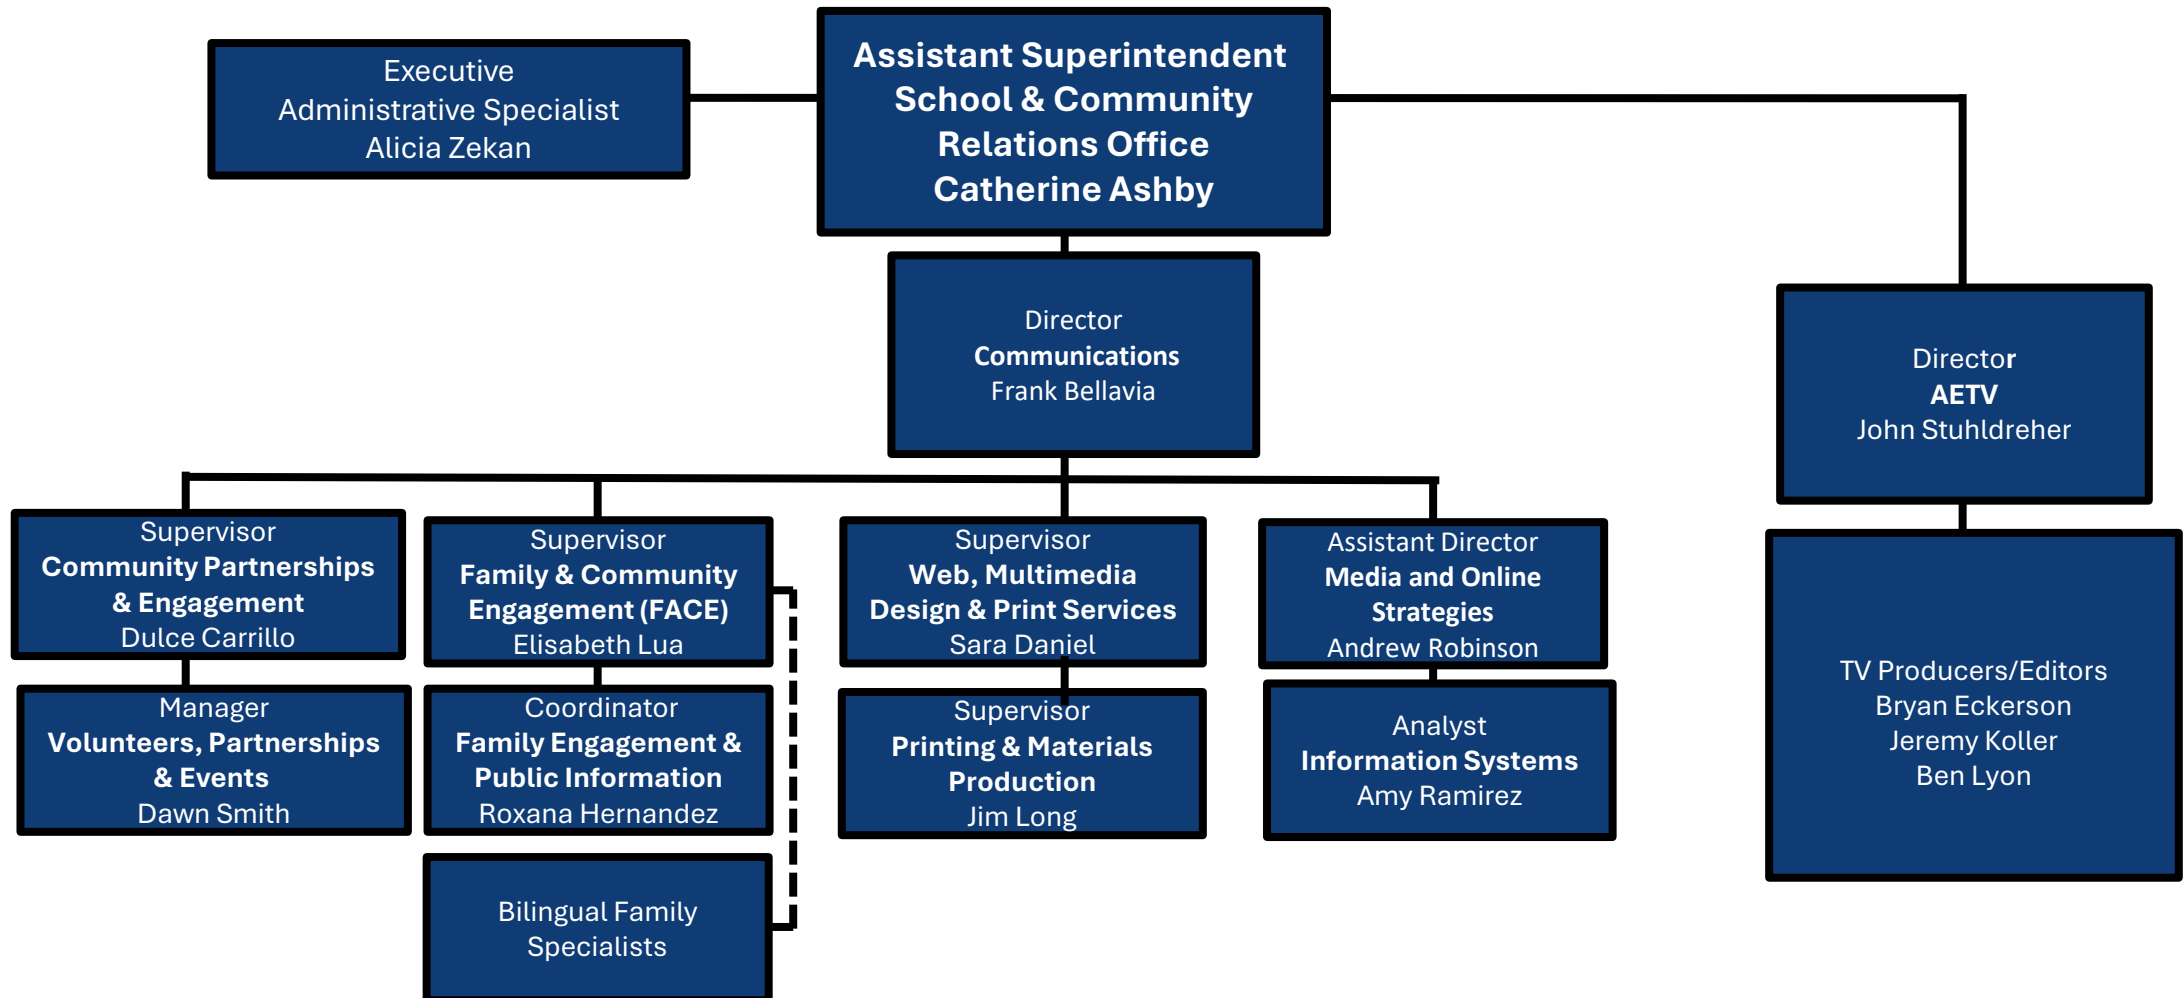 Executive
Administrative Specialist
Alicia Zekan
Assistant Superintendent
School & Community
Relations Office
Catherine Ashby
Director
Communications
Frank Bellavia
Director
AETV
John Stuhldreher
Supervisor
Community Partnerships
& Engagement
Dulce Carrillo
Supervisor
Family & Community
Engagement (FACE)
Elisabeth Lua
Supervisor
Web, Multimedia
Design & Print Services
Sara Daniel
Assistant Director
Media and Online
Strategies
Andrew Robinson
TV Producers/Editors
Bryan Eckerson
Jeremy Koller
Ben Lyon
Manager
Volunteers, Partnerships
& Events
Dawn Smith
Coordinator
Family Engagement &
Public Information
Roxana Hernandez
Supervisor
Printing & Materials
Production
Jim Long
Analyst
Information Systems
Amy Ramirez
Bilingual Family
Specialists